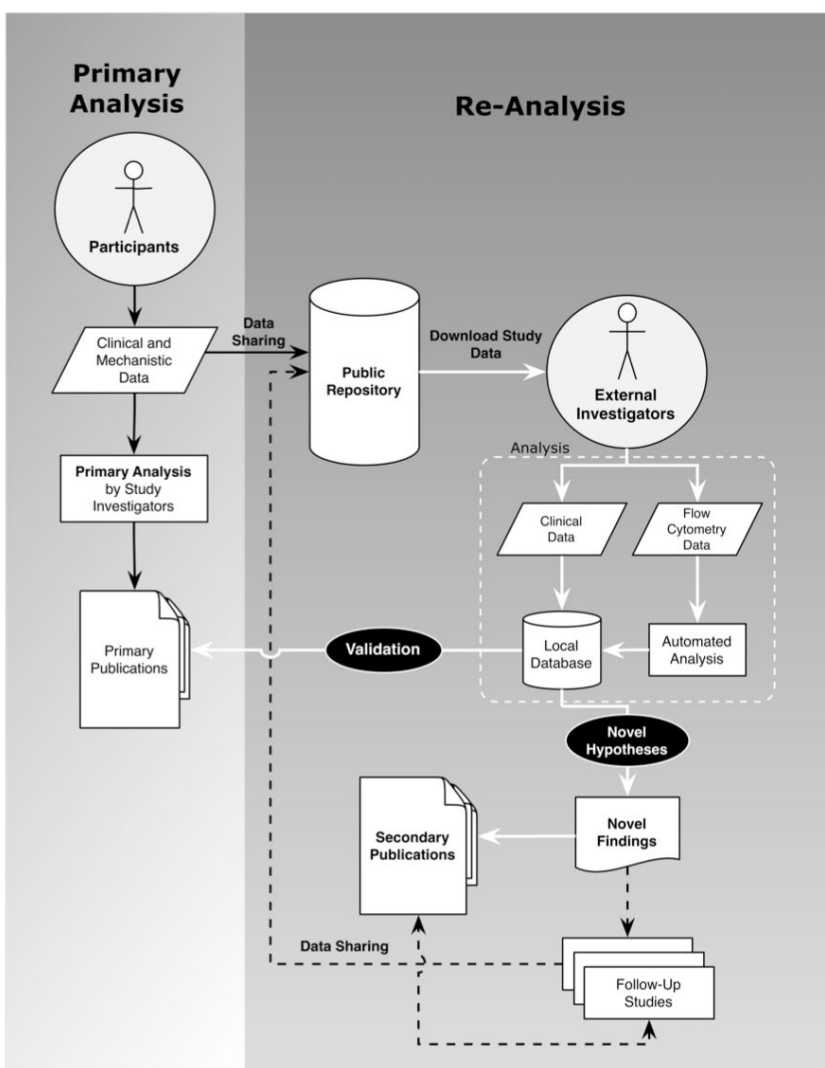 Primary
Analysis
Re-Analysis
Participants
Clinical and
Mechanistic
Data
Data
Sharing
Public
Repository
Download Study
Data
External
Investigators
Primary Analysis
by Study
Investigators
Analysis
Clinical
Data
Flow
Cytometry
Data
Primary
Publications
Validation
Local
Database
Automated
Analysis
Novel
Hypotheses
Secondary
Publications
Novel
Findings
Data Sharing
Follow-Up
Studies